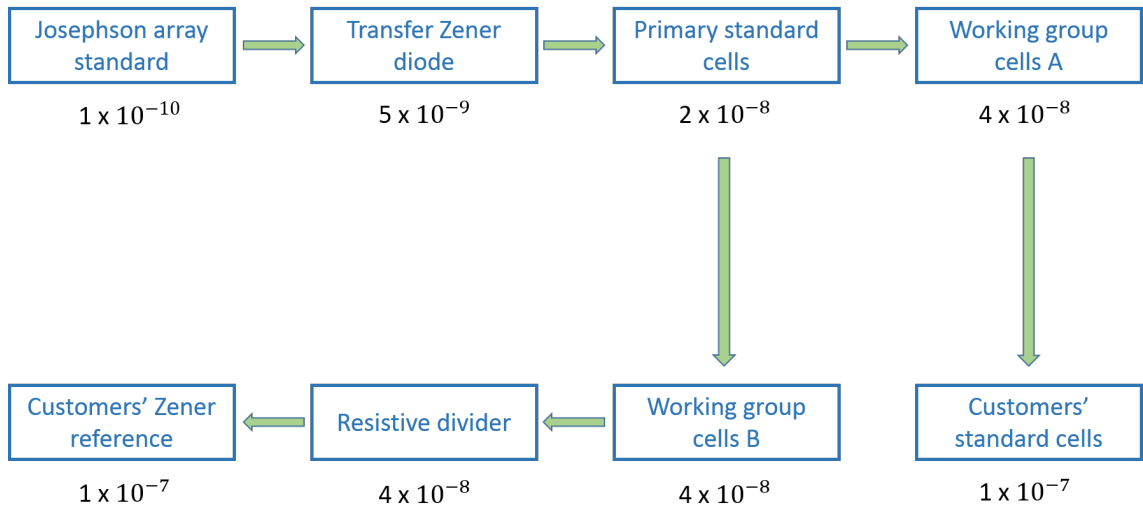 Josephson array
standard
Transfer Zener
diode
Primary standard
cells
Working group
cells A
1 x 10⁻¹⁰
5 x 10⁻⁹
2 x 10⁻⁸
4 x 10⁻⁸
Customers’ Zener
reference
Resistive divider
Working group
cells B
Customers’
standard cells
1 x 10⁻⁷
4 x 10⁻⁸
4 x 10⁻⁸
1 x 10⁻⁷